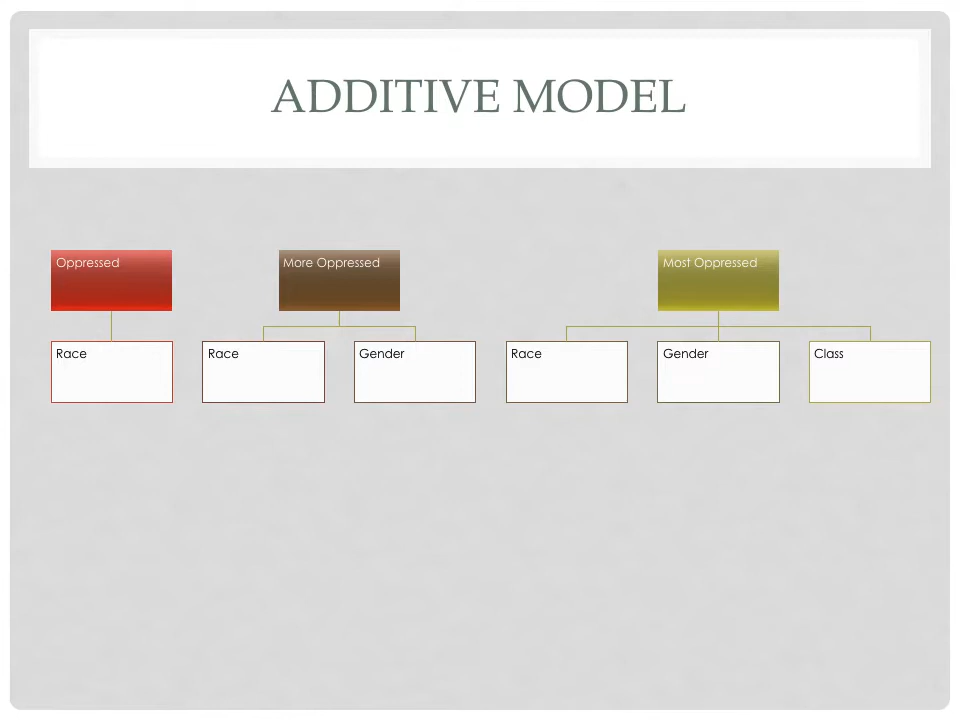 ADDITIVE MODEL
Oppressed
More Oppressed
Most Oppressed
Race
Race
Gender
Race
Gender
Class